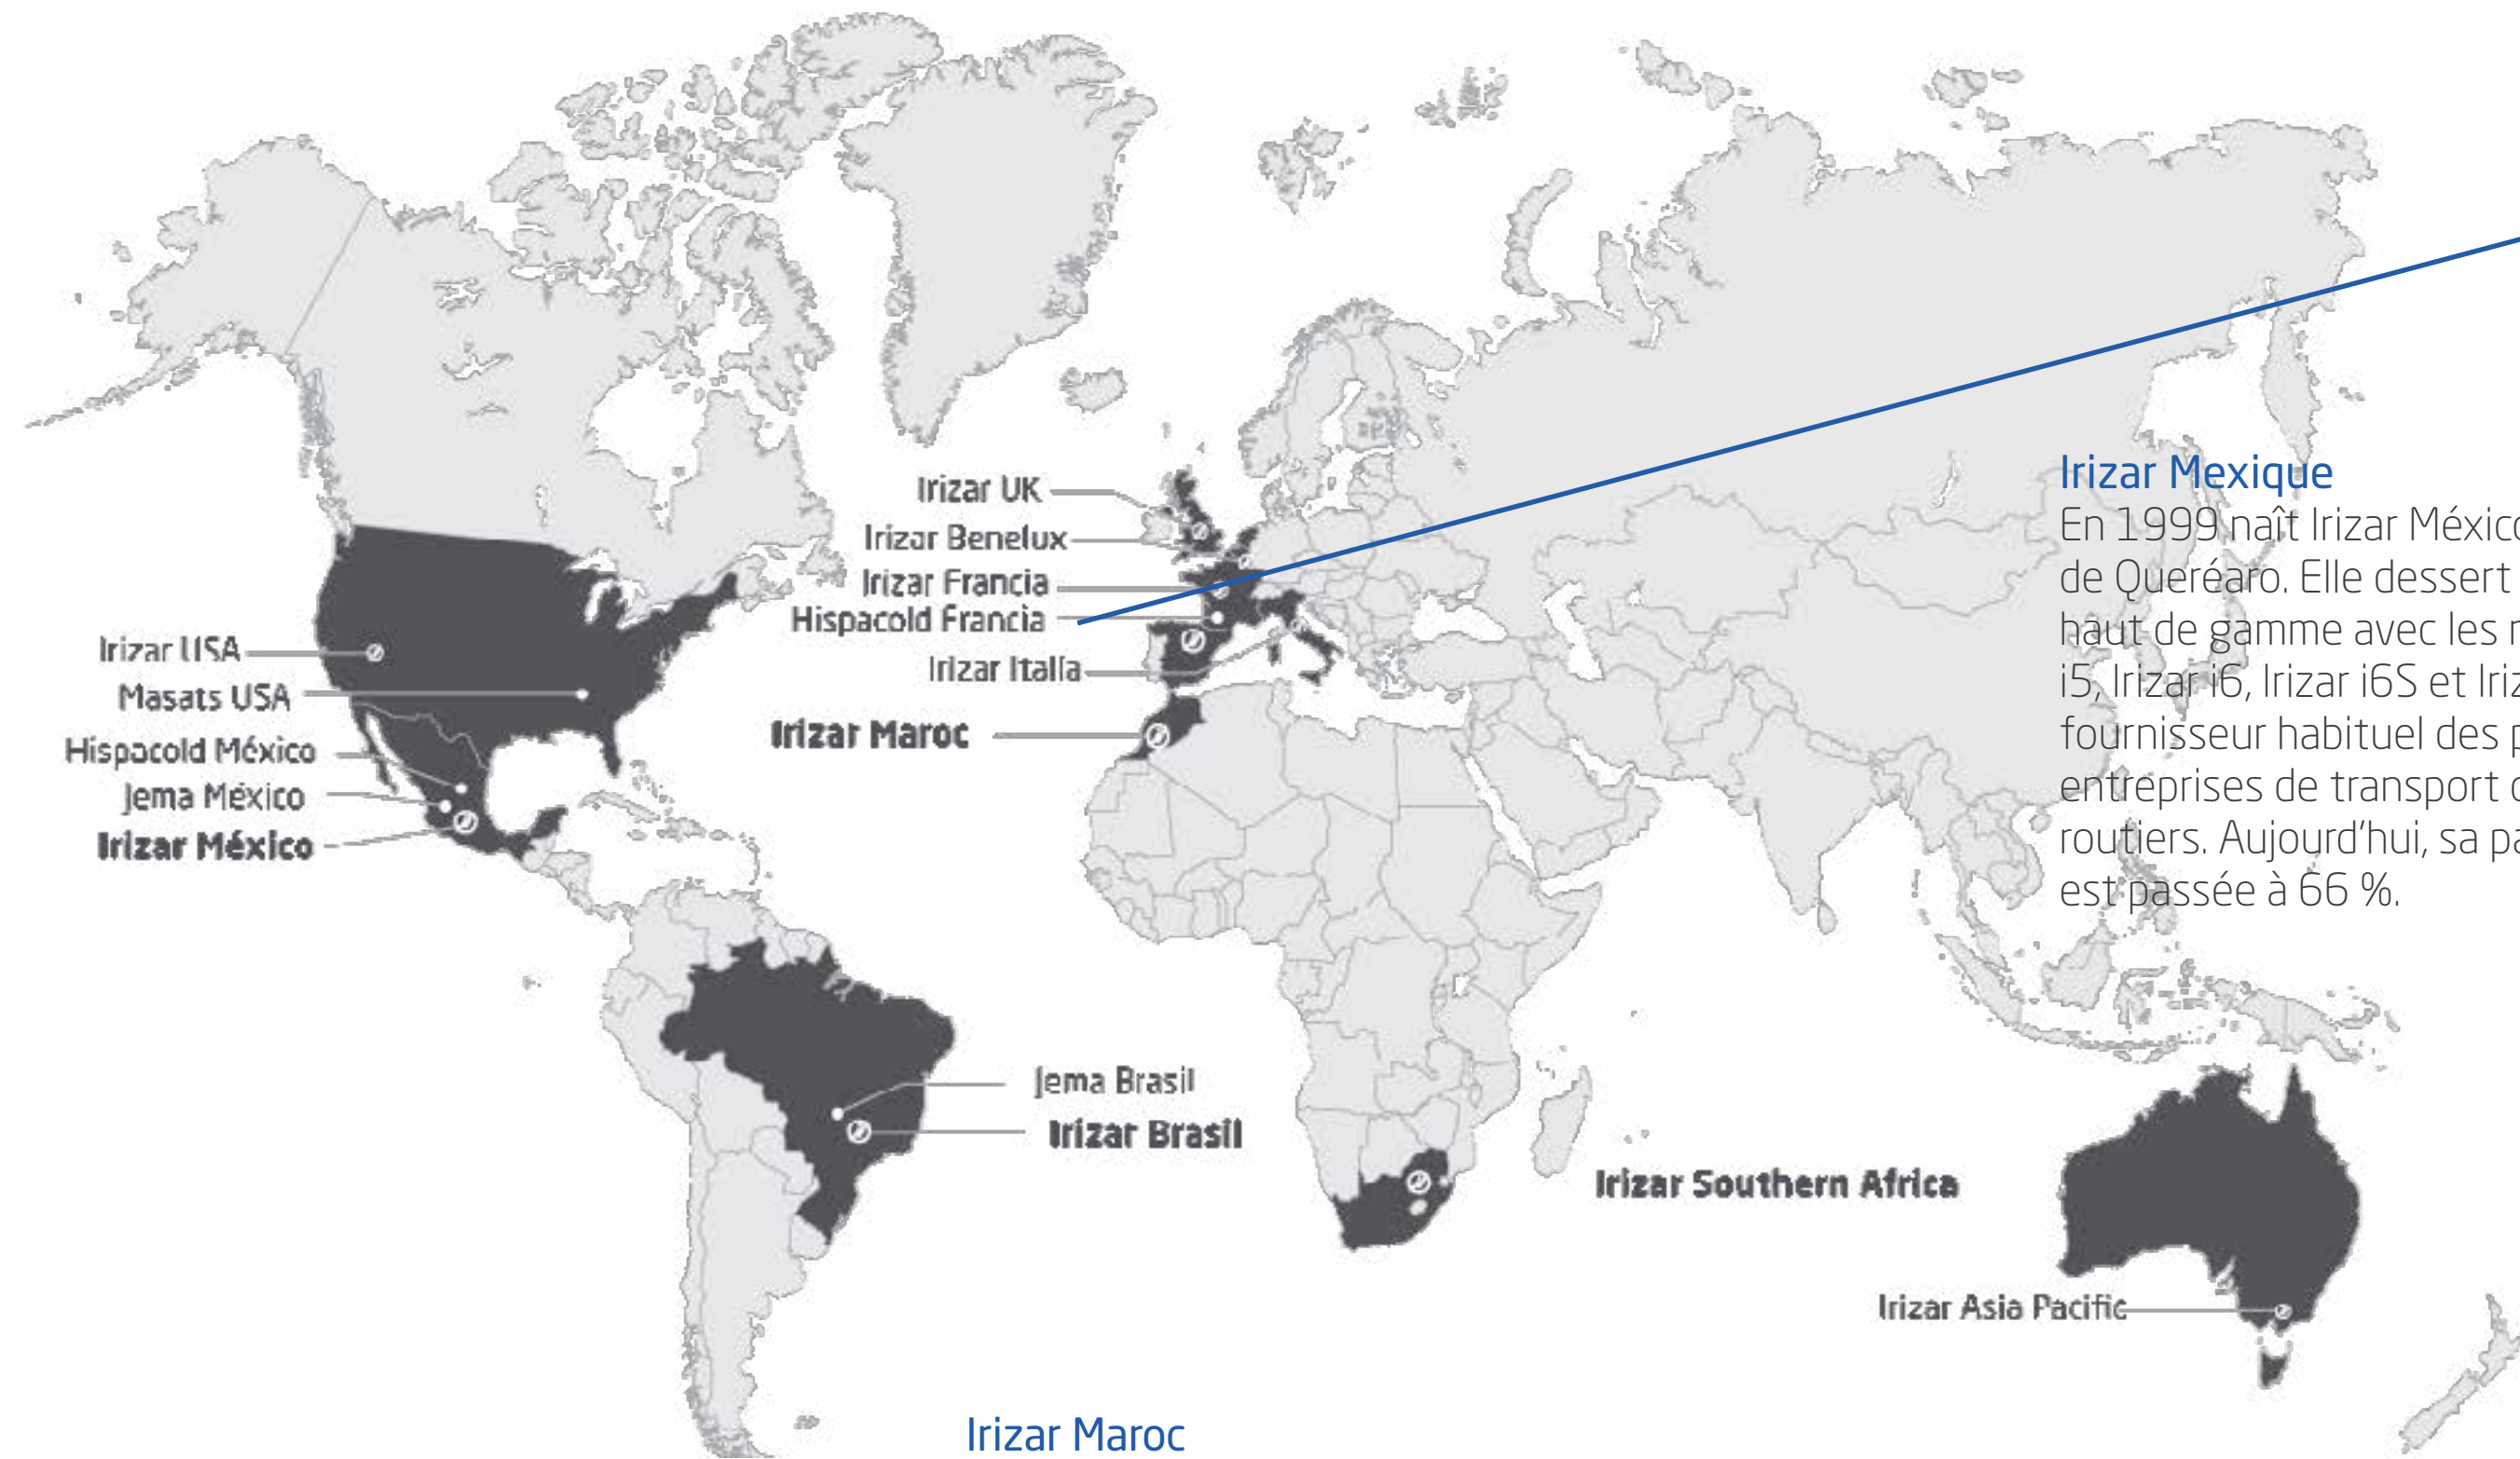 Irizar UK
Irizar Benelux
Irizar Francia
Hispacold Francia
Irizar Italia
Irizar Maroc
Irizar USA
Masats USA
Hispacold México
Jema México
Irizar México
Jema Brasil
Irizar Brasil
Irizar Southern Africa
Irizar Asia Pacific
Irizar Mexique
En 1999 naît Irizar México
de Queréaro. Elle dessert
haut de gamme avec les
i5, Irizar i6, Irizar i6S et
fournisseur habituel des
entreprises de transport
routiers. Aujourd'hui, sa
est passée à 66 %.
Irizar Maroc